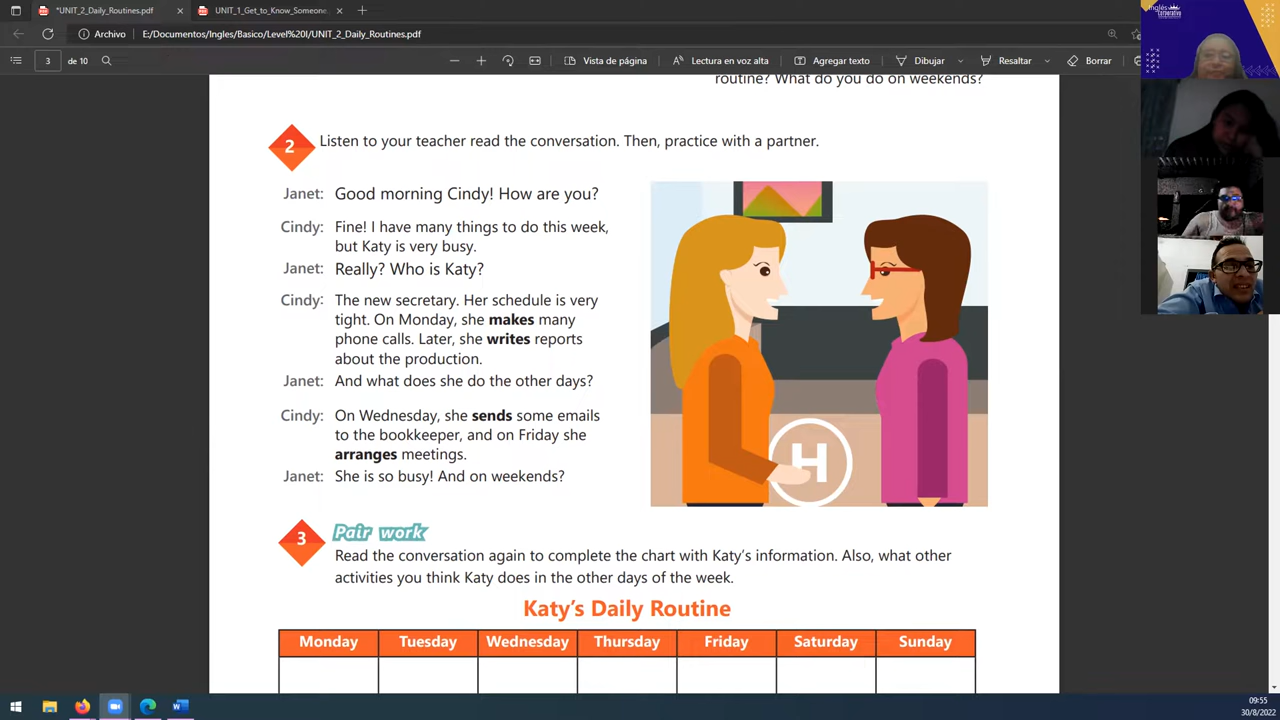 *UNIT_2_Daily_Routines.pdf
UNIT_1_Get_to_Know_Someone
Archivo
E:/Documentos/Ingles/Basico/Level%20I/UNIT_2_Daily_Routines.pdf
3 de 10
Vista de página
Lectura en voz alta
Agregar texto
Dibujar
Resaltar
Borrar
Inglés
corporativo
routine? What do you do on weekends?
2 Listen to your teacher read the conversation. Then, practice with a partner.
Janet: Good morning Cindy! How are you?
Cindy: Fine! I have many things to do this week,
but Katy is very busy.
Janet: Really? Who is Katy?
Cindy: The new secretary. Her schedule is very
tight. On Monday, she makes many
phone calls. Later, she writes reports
about the production.
Janet: And what does she do the other days?
Cindy: On Wednesday, she sends some emails
to the bookkeeper, and on Friday she
arranges meetings.
Janet: She is so busy! And on weekends?
H
3 Pair work
Read the conversation again to complete the chart with Katy's information. Also, what other
activities you think Katy does in the other days of the week.
Katy's Daily Routine
Monday Tuesday Wednesday Thursday Friday Saturday Sunday
09:55
30/8/2022